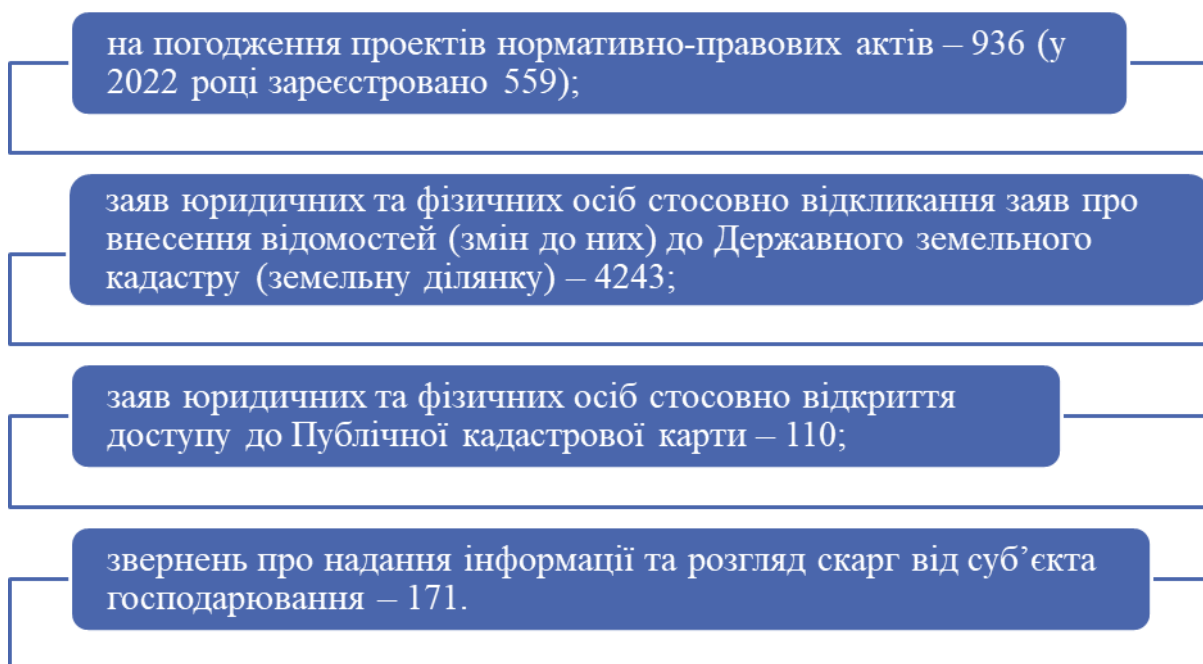 на погодження проектів нормативно-правових актів – 936 (у
2022 році зареєстровано 559);
заяв юридичних та фізичних осіб стосовно відкликання заяв про
внесення відомостей (змін до них) до Державного земельного
кадастру (земельну ділянку) – 4243;
заяв юридичних та фізичних осіб стосовно відкриття
доступу до Публічної кадастрової карти – 110;
звернень про надання інформації та розгляд скарг від суб’єкта
господарювання – 171.